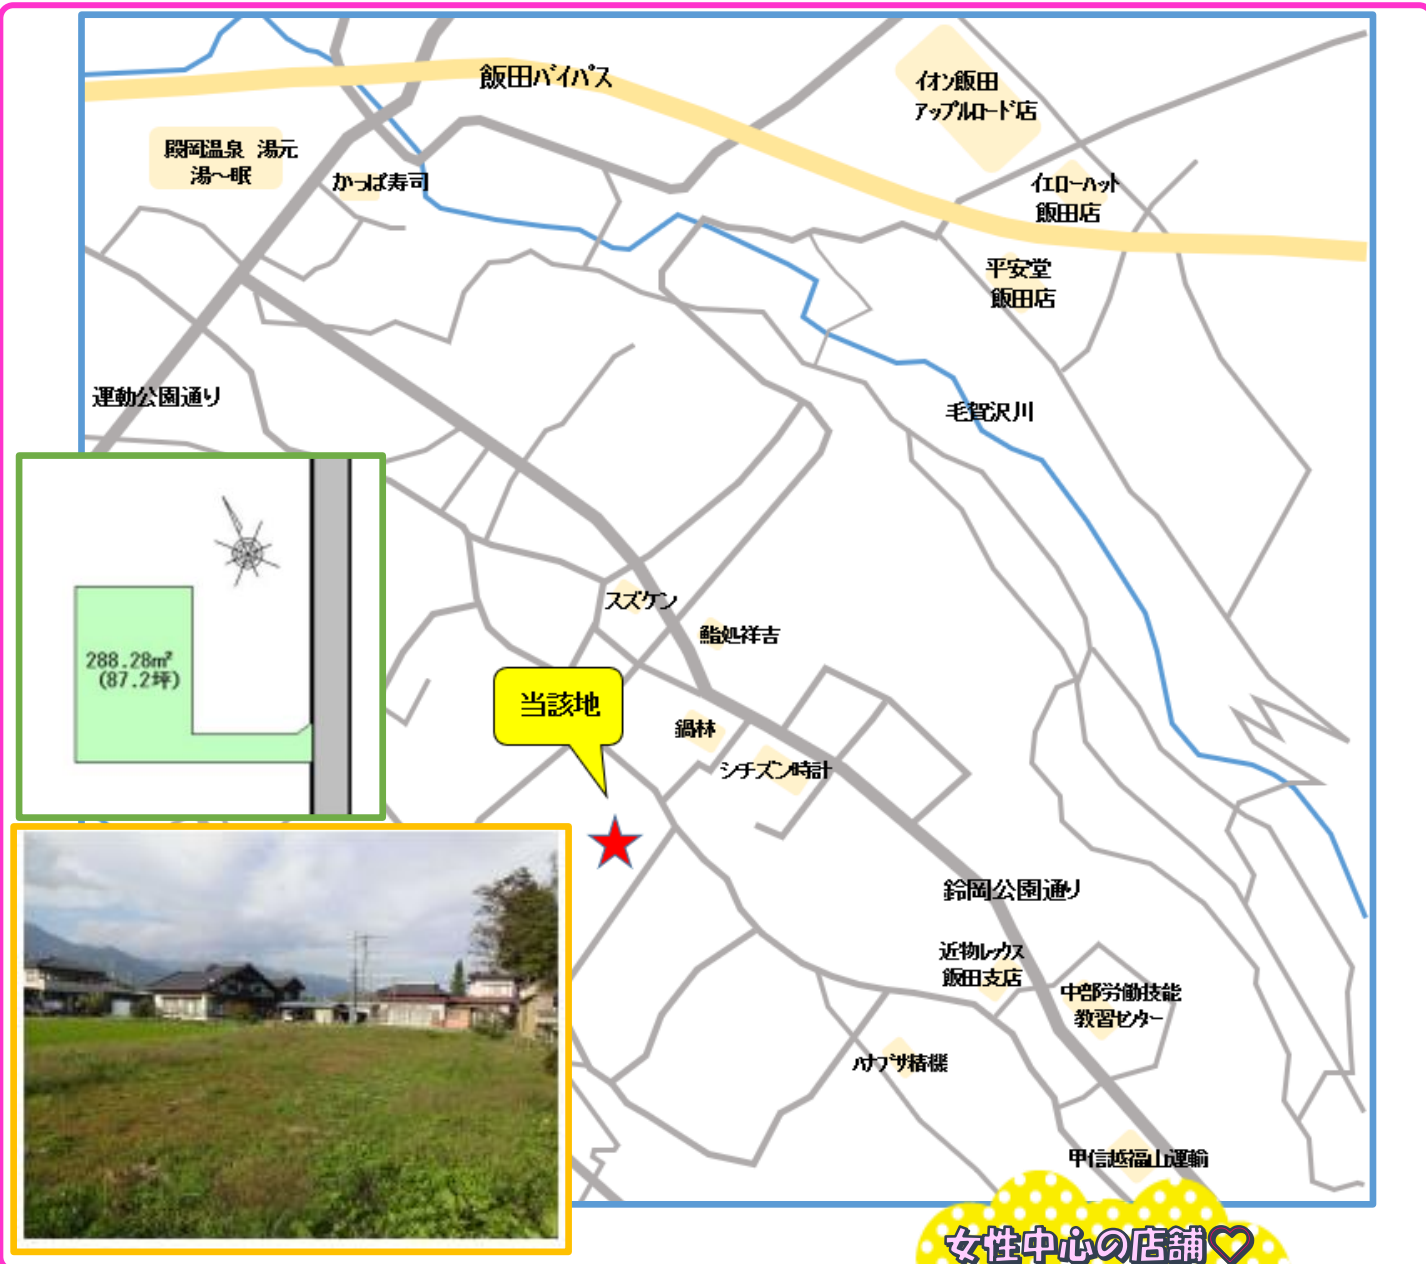 飯田バイパス
イオン飯田
アップルロード店
殿岡温泉 湯元
湯〜眠
かっぱ寿司
イエローハット
飯田店
平安堂
飯田店
運動公園通り
毛賀沢川
288.28m²
(87.2坪)
スズケン
鮨処祥吉
当該地
鍋林
シチズン時計
鈴岡公園通り
近物レックス
飯田支店
中部労働技能
教習センター
ハナブサ精機
甲信越福山運輸
女性中心の店舗♡